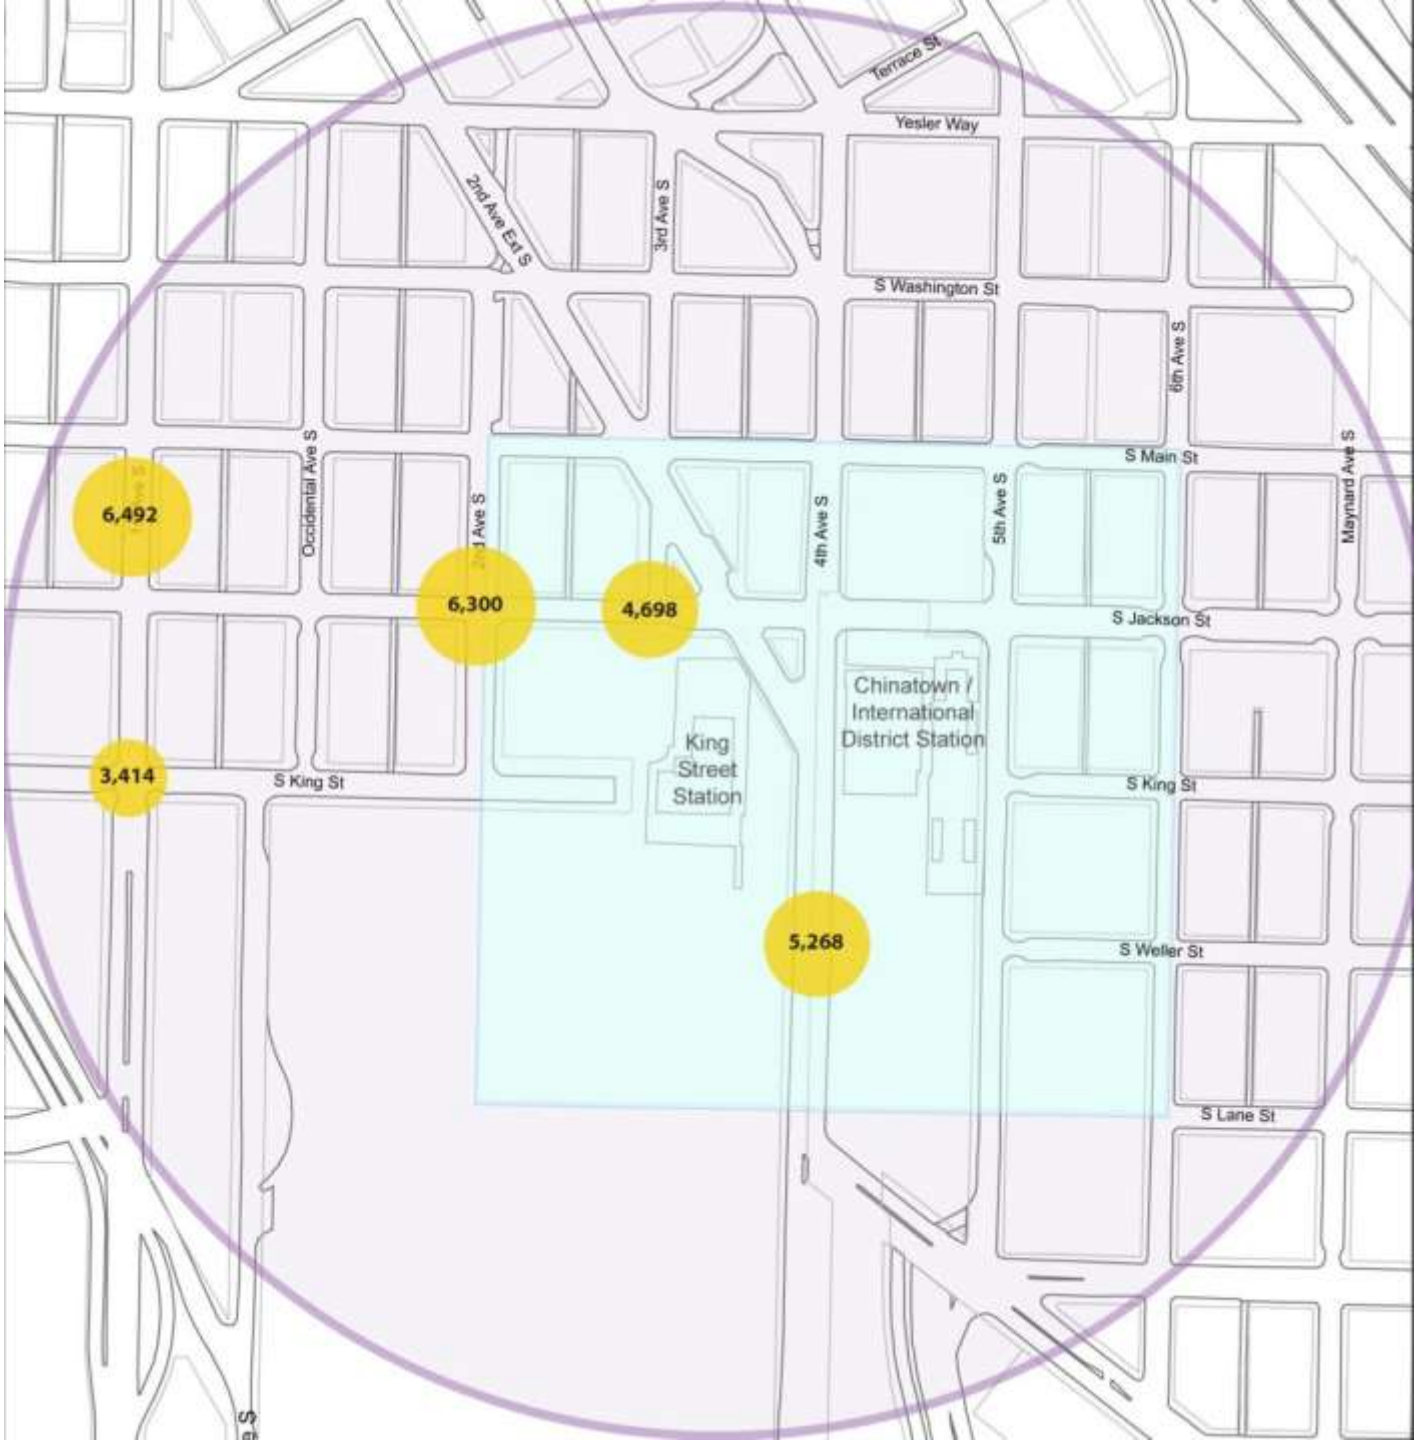 Terrace St
Yesler Way
2nd Ave Ext S
3rd Ave S
S Washington St
6th Ave S
S Main St
Maynard Ave S
Occidental Ave S
6,492
2nd Ave S
4th Ave S
5th Ave S
6,300
4,698
S Jackson St
Chinatown /
International
District Station
King
Street
Station
3,414
S King St
S King St
5,268
S Weller St
S Lane St